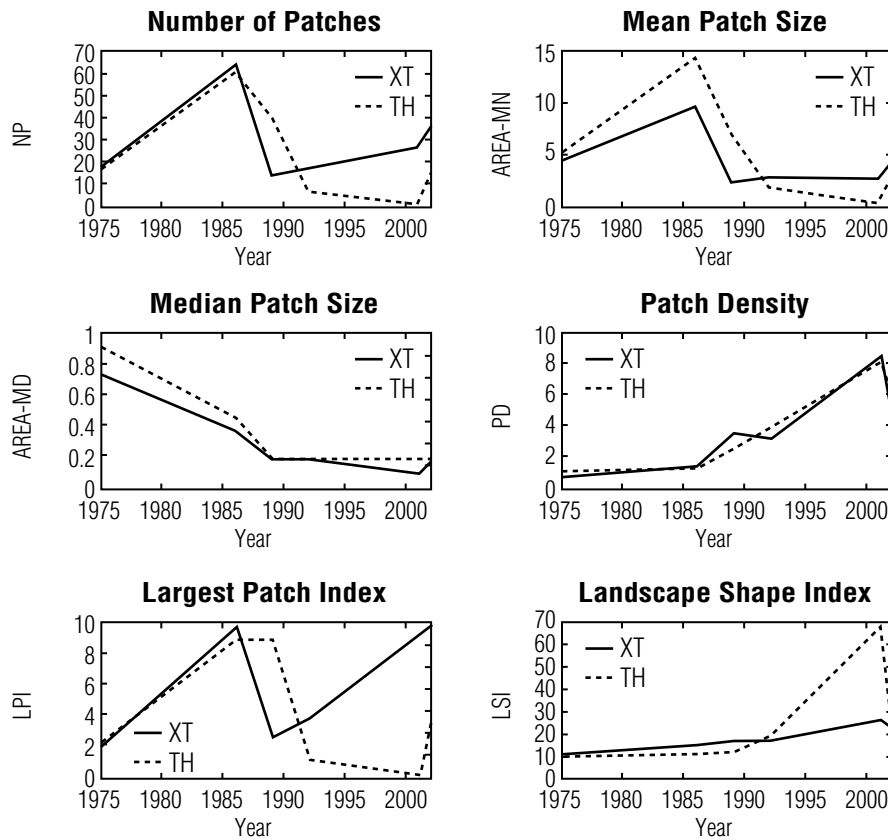 Number of Patches
NP
70
60
50
40
30
20
10
0
XT
TH
1975 1980 1985 1990 1995 2000
Year
Mean Patch Size
AREA-MN
15
10
5
0
XT
TH
1975 1980 1985 1990 1995 2000
Year
Median Patch Size
AREA-MD
1
0.8
0.6
0.4
0.2
0
XT
TH
1975 1980 1985 1990 1995 2000
Year
Patch Density
PD
10
8
6
4
2
0
XT
TH
1975 1980 1985 1990 1995 2000
Year
Largest Patch Index
LPI
10
8
6
4
2
0
XT
TH
1975 1980 1985 1990 1995 2000
Year
Landscape Shape Index
LSI
70
60
50
40
30
20
10
0
XT
TH
1975 1980 1985 1990 1995 2000
Year